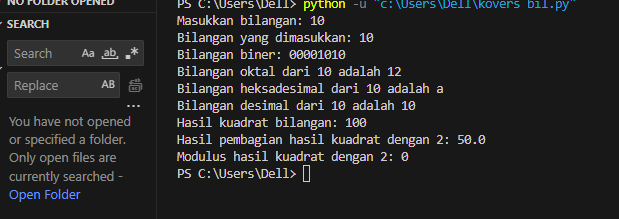 NO FOLDER OPENED
SEARCH
Search
Aa
ab
.*
Replace
AB
...
You have not opened
or specified a folder.
Only open files are
currently searched -
Open Folder
PS C:\Users\Dell> python -u "c:\Users\Dell\kovers bil.py"
Masukkan bilangan: 10
Bilangan yang dimasukkan: 10
Bilangan biner: 00001010
Bilangan oktal dari 10 adalah 12
Bilangan heksadesimal dari 10 adalah a
Bilangan desimal dari 10 adalah 10
Hasil kuadrat bilangan: 100
Hasil pembagian hasil kuadrat dengan 2: 50.0
Modulus hasil kuadrat dengan 2: 0
PS C:\Users\Dell>